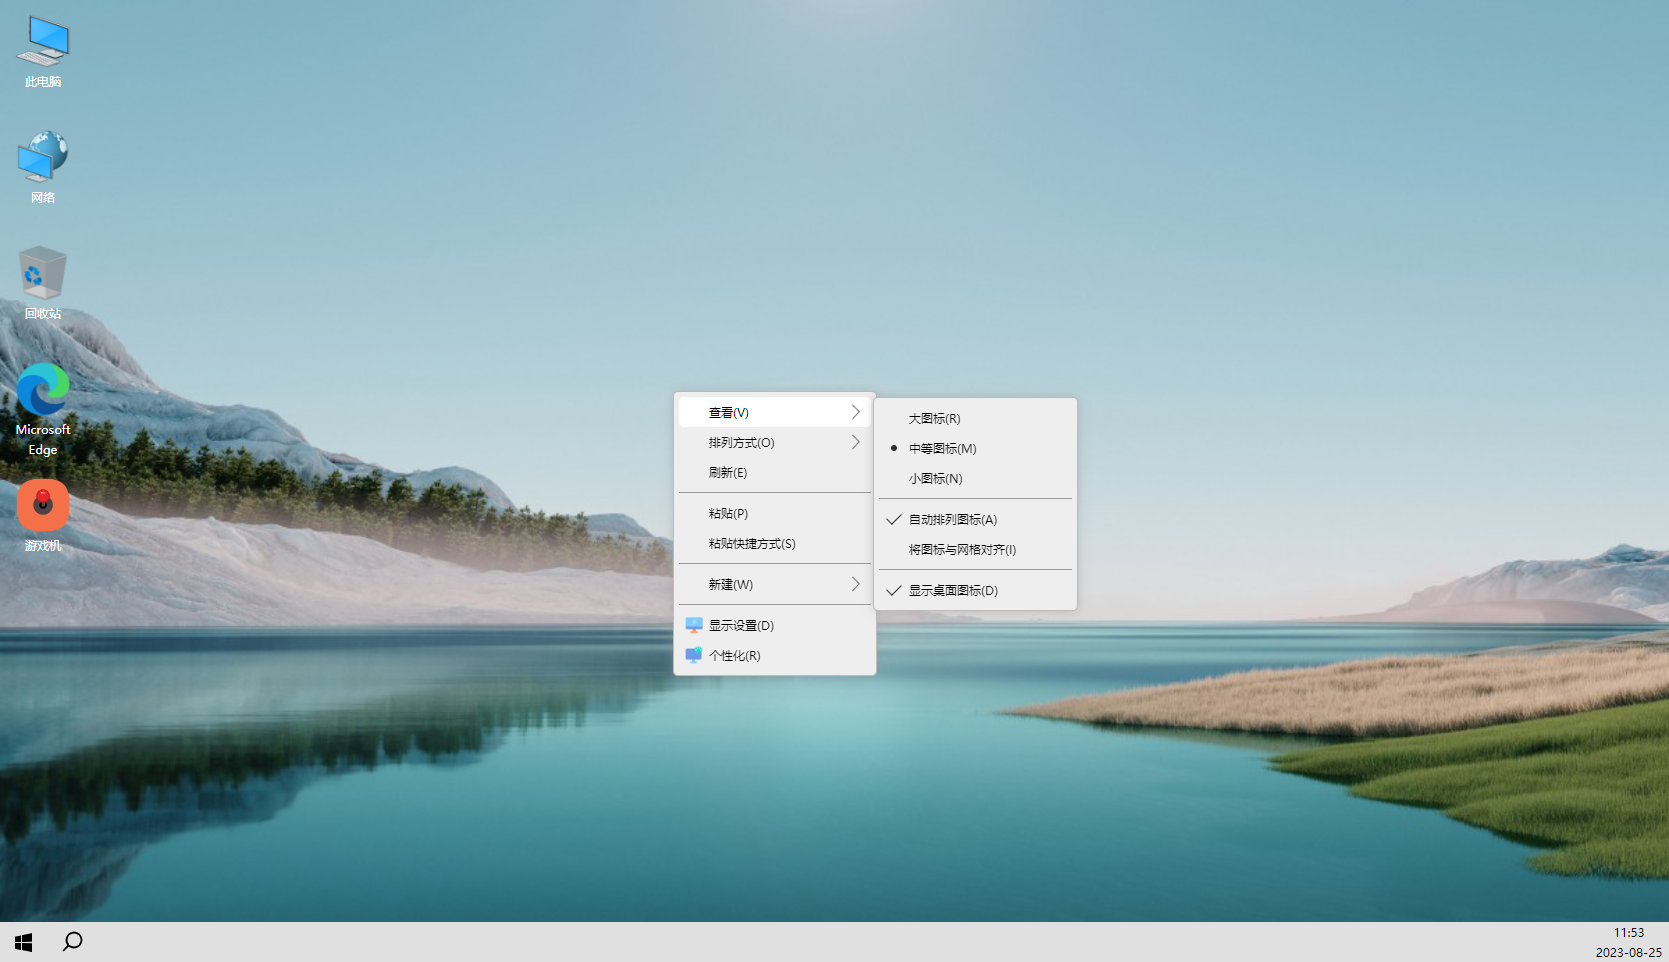 此电脑
网络
回收站
Microsoft
Edge
游戏机
查看(V)
排列方式(O)
刷新(E)
粘贴(P)
粘贴快捷方式(S)
新建(W)
显示设置(D)
个性化(R)
大图标(R)
中等图标(M)
小图标(N)
自动排列图标(A)
将图标与网格对齐(I)
显示桌面图标(D)
11:53
2023-08-25